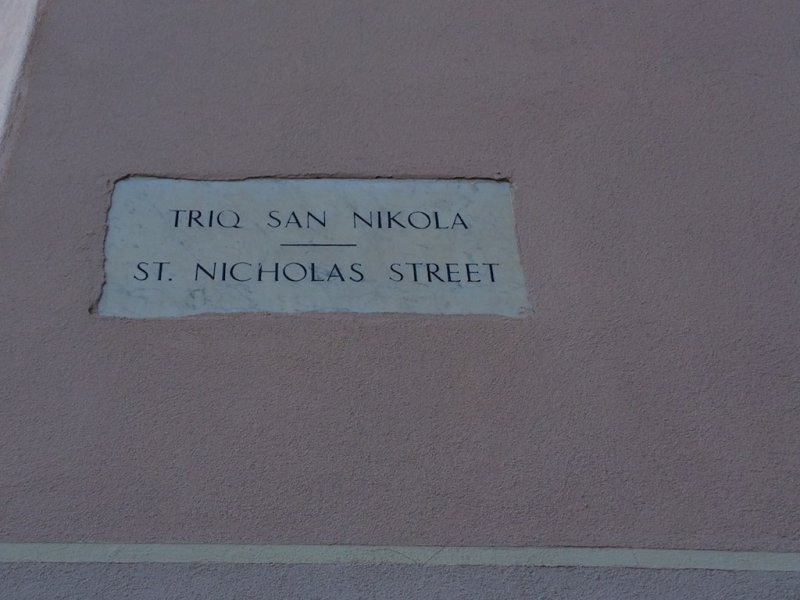 TRIQ SAN NIKOLA
ST. NICHOLAS STREET